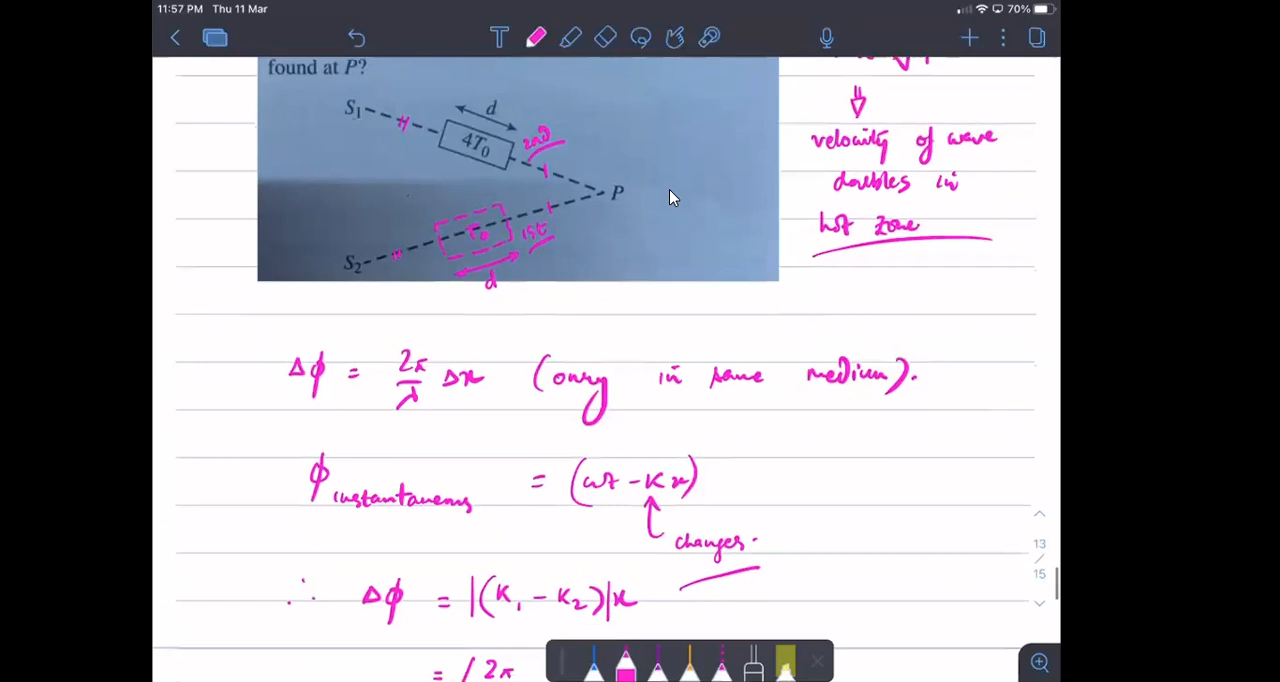 11:57 PM Thu 11 Mar
70%
T
found at P?
S₁
d
4T₀
2nd
P
T₀
1st
S₂
d
velocity of wave
doubles in
hot zone
Δϕ = 2π/λ Δx (only in same medium).
ϕ instantaneous = (ωt - Kx)
changes.
∴ Δϕ = |(K₁ - K₂)|x
= | 2π
13
15